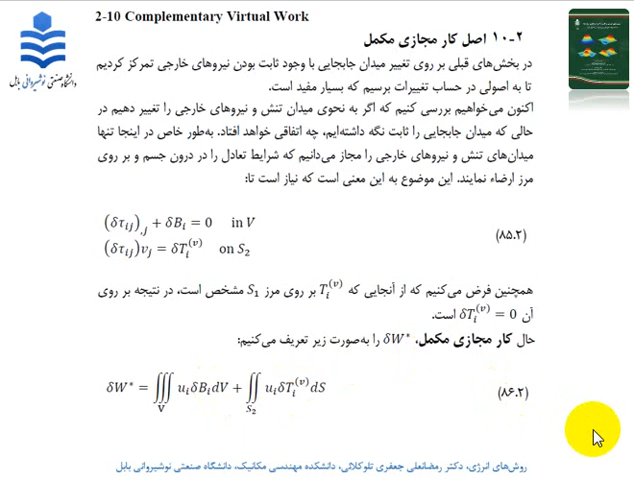 2-10 Complementary Virtual Work
دانشگاه صنعتی نوشیروانی بابل
۲-۱۰ اصل کار مجازی مکمل
در بخش‌های قبلی بر روی تغییر میدان جابجایی با وجود ثابت بودن نیروهای خارجی تمرکز کردیم
تا به اصولی در حساب تغییرات برسیم که بسیار مفید است.
اکنون می‌خواهیم بررسی کنیم که اگر به نحوی میدان تنش و نیروهای خارجی را تغییر دهیم در
حالی که میدان جابجایی را ثابت نگه داشته‌ایم، چه اتفاقی خواهد افتاد. به‌طور خاص در اینجا تنها
میدان‌های تنش و نیروهای خارجی را مجاز می‌دانیم که شرایط تعادل را در درون جسم و بر روی
مرز ارضاء نمایند. این موضوع به این معنی است که نیاز است تا:
(δτ_{ij})_{,j} + δB_i = 0 in V
(δτ_{ij})ν_j = δT_i^{(ν)} on S_2
(۸۵.۲)
همچنین فرض می‌کنیم که از آنجایی که T_i^{(ν)} بر روی مرز S_1 مشخص است، در نتیجه بر روی
آن δT_i^{(ν)} = 0 است.
حال کار مجازی مکمل، δW* را به‌صورت زیر تعریف می‌کنیم:
δW* = ∭_V u_i δB_i dV + ∬_{S_2} u_i δT_i^{(ν)} dS
(۸۶.۲)
روش‌های انرژی، دکتر رمضانعلی جعفری تلوکلائی، دانشکده مهندسی مکانیک، دانشگاه صنعتی نوشیروانی بابل